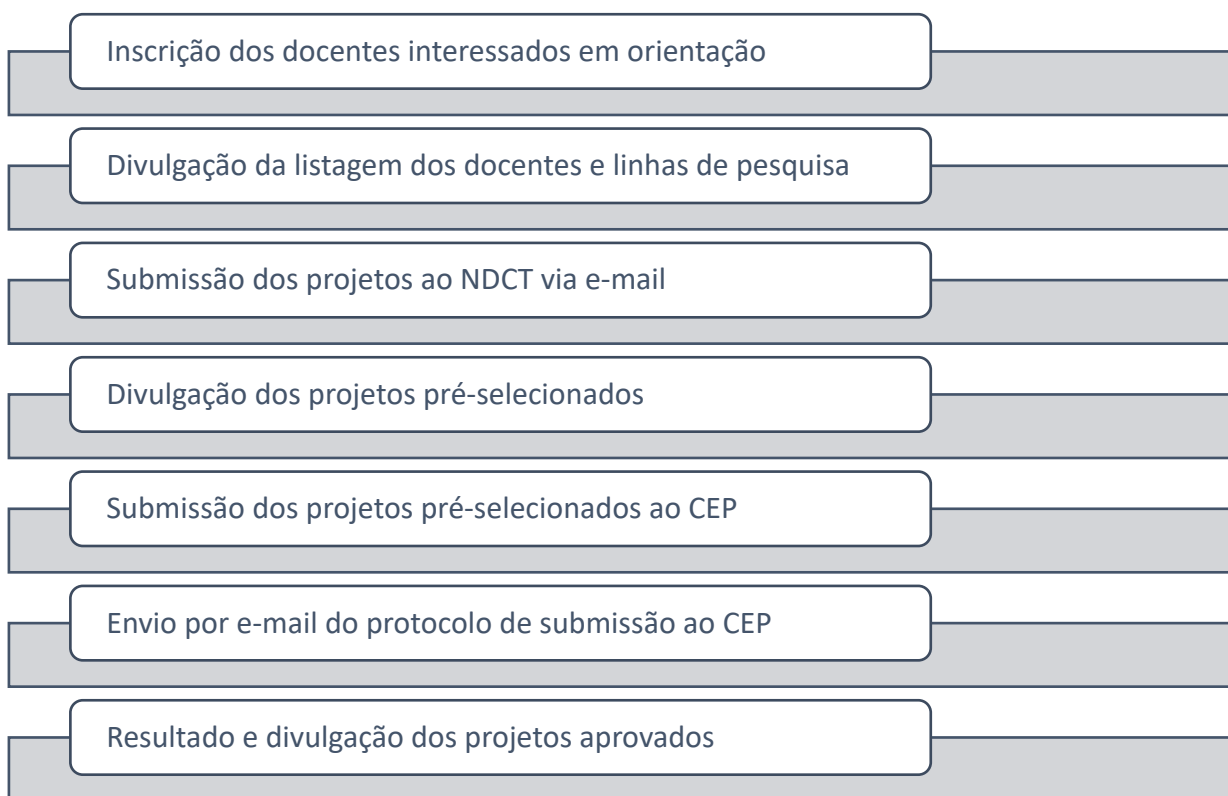 Inscrição dos docentes interessados em orientação
Divulgação da listagem dos docentes e linhas de pesquisa
Submissão dos projetos ao NDCT via e-mail
Divulgação dos projetos pré-selecionados
Submissão dos projetos pré-selecionados ao CEP
Envio por e-mail do protocolo de submissão ao CEP
Resultado e divulgação dos projetos aprovados